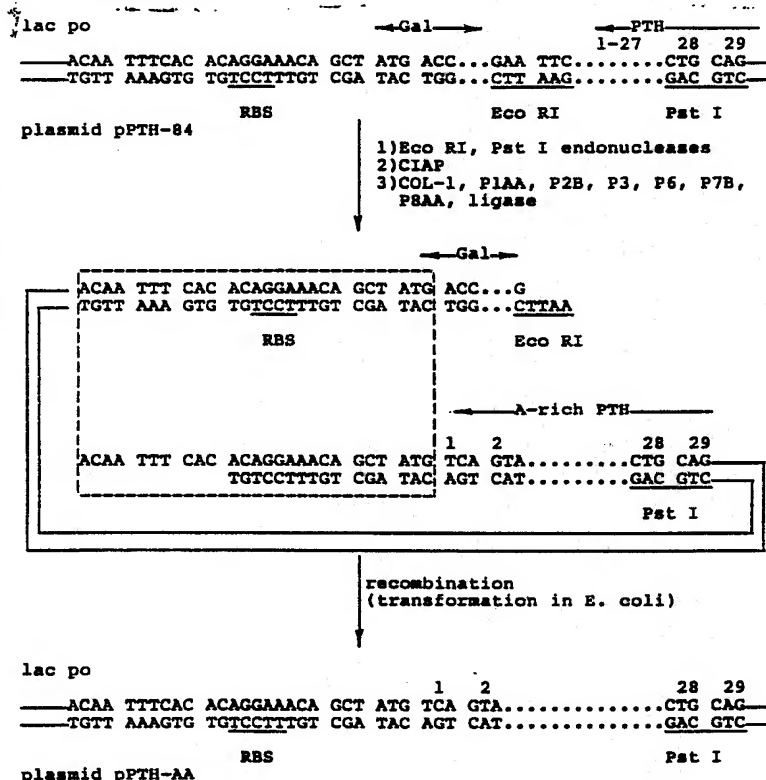 lac po
Gal
PTH
1-27 28 29
ACAA TTTCAC ACAGGAAACA GCT ATG ACC...GAA TTC........CTG CAG
TGTT AAAGTG TGTCCTTTGT CGA TAC TGG...CTT AAG........GAC GTC
RBS Eco RI Pst I
plasmid pPTH-84
1)Eco RI, Pst I endonucleases
2)CIAP
3)COL-1, P1AA, P2B, P3, P6, P7B,
P8AA, ligase
Gal
ACAA TTT CAC ACAGGAAACA GCT ATG ACC...G
TGTT AAA GTG TGTCCTTTGT CGA TAC TGG...CTTAA
RBS Eco RI
A-rich PTH
1 2 28 29
ACAA TTT CAC ACAGGAAACA GCT ATG TCA GTA..........CTG CAG
TGTCCTTTGT CGA TAC AGT CAT..........GAC GTC
Pst I
recombination
(transformation in E. coli)
lac po
1 2 28 29
ACAA TTTCAC ACAGGAAACA GCT ATG TCA GTA............CTG CAG
TGTT AAAGTG TGTCCTTTGT CGA TAC AGT CAT............GAC GTC
RBS Pst I
plasmid pPTH-AA